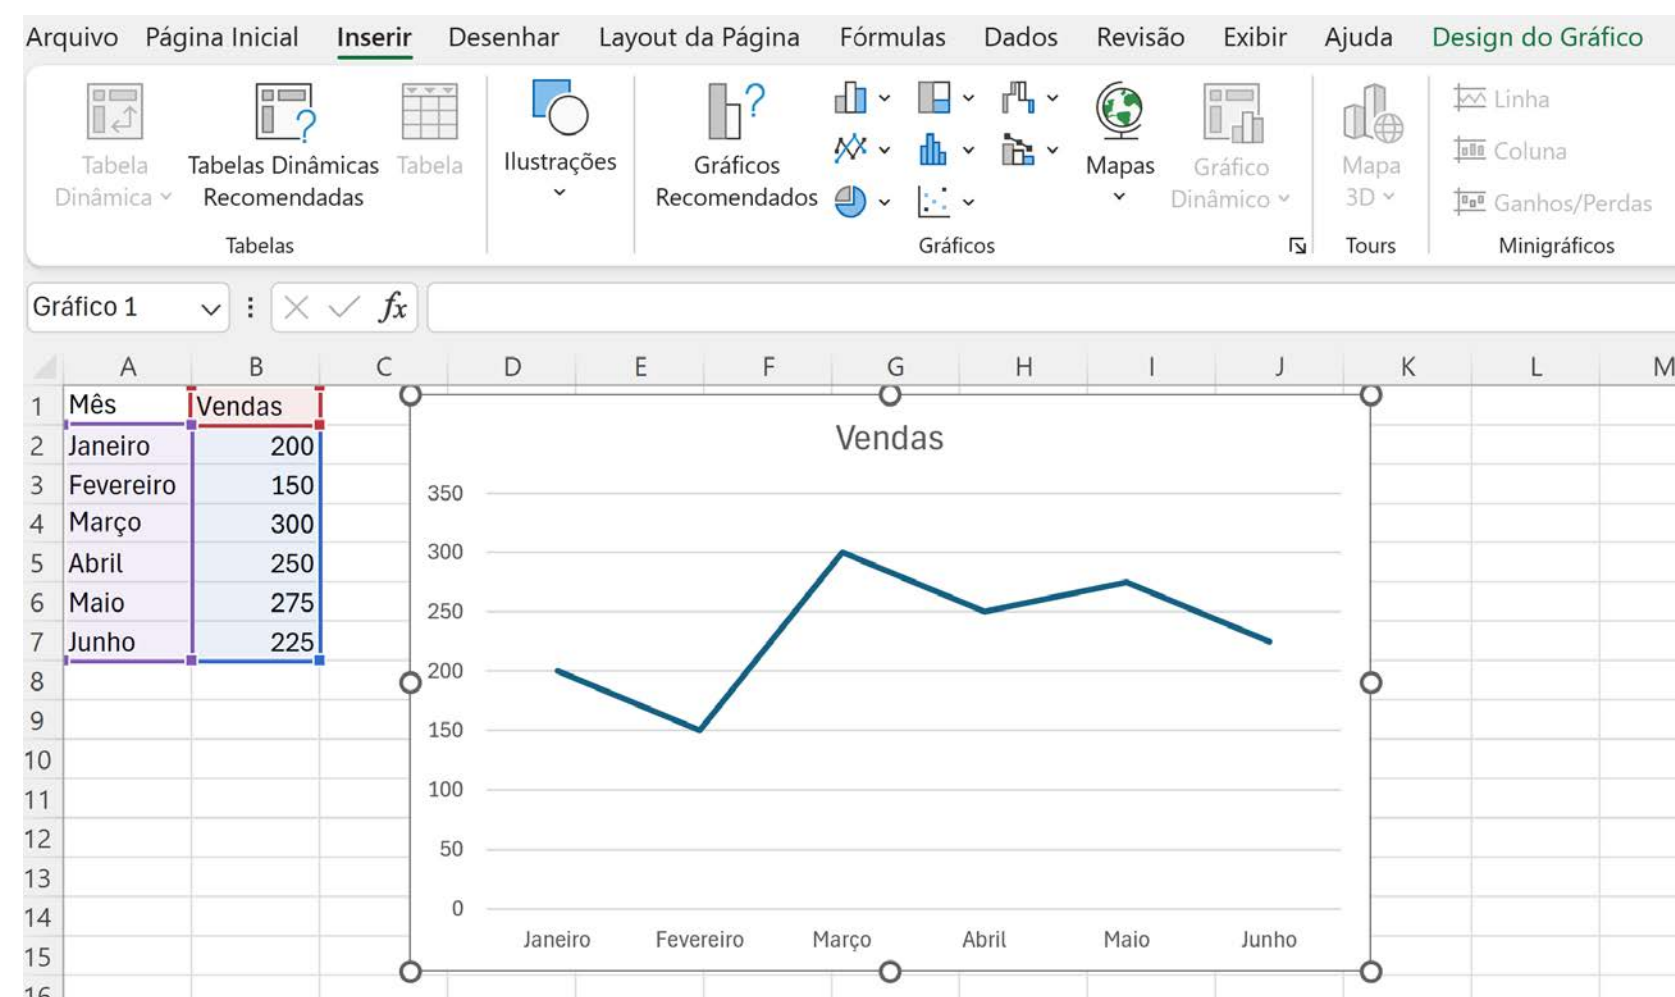 Arquivo Página Inicial Inserir Desenhar Layout da Página Fórmulas Dados Revisão Exibir Ajuda Design do Gráfico
Tabela
Dinâmica
Tabelas Dinâmicas
Recomendadas
Tabela
Tabelas
Ilustrações
Gráficos
Recomendados
Mapas
Gráfico
Dinâmico
Gráficos
Mapa
3D
Tours
Linha
Coluna
Ganhos/Perdas
Minigráficos
Gráfico 1
fx
A B C D E F G H I J K L M
1 Mês Vendas
2 Janeiro 200
3 Fevereiro 150
4 Março 300
5 Abril 250
6 Maio 275
7 Junho 225
8
9
10
11
12
13
14
15
16
Vendas
350
300
250
200
150
100
50
0
Janeiro Fevereiro Março Abril Maio Junho